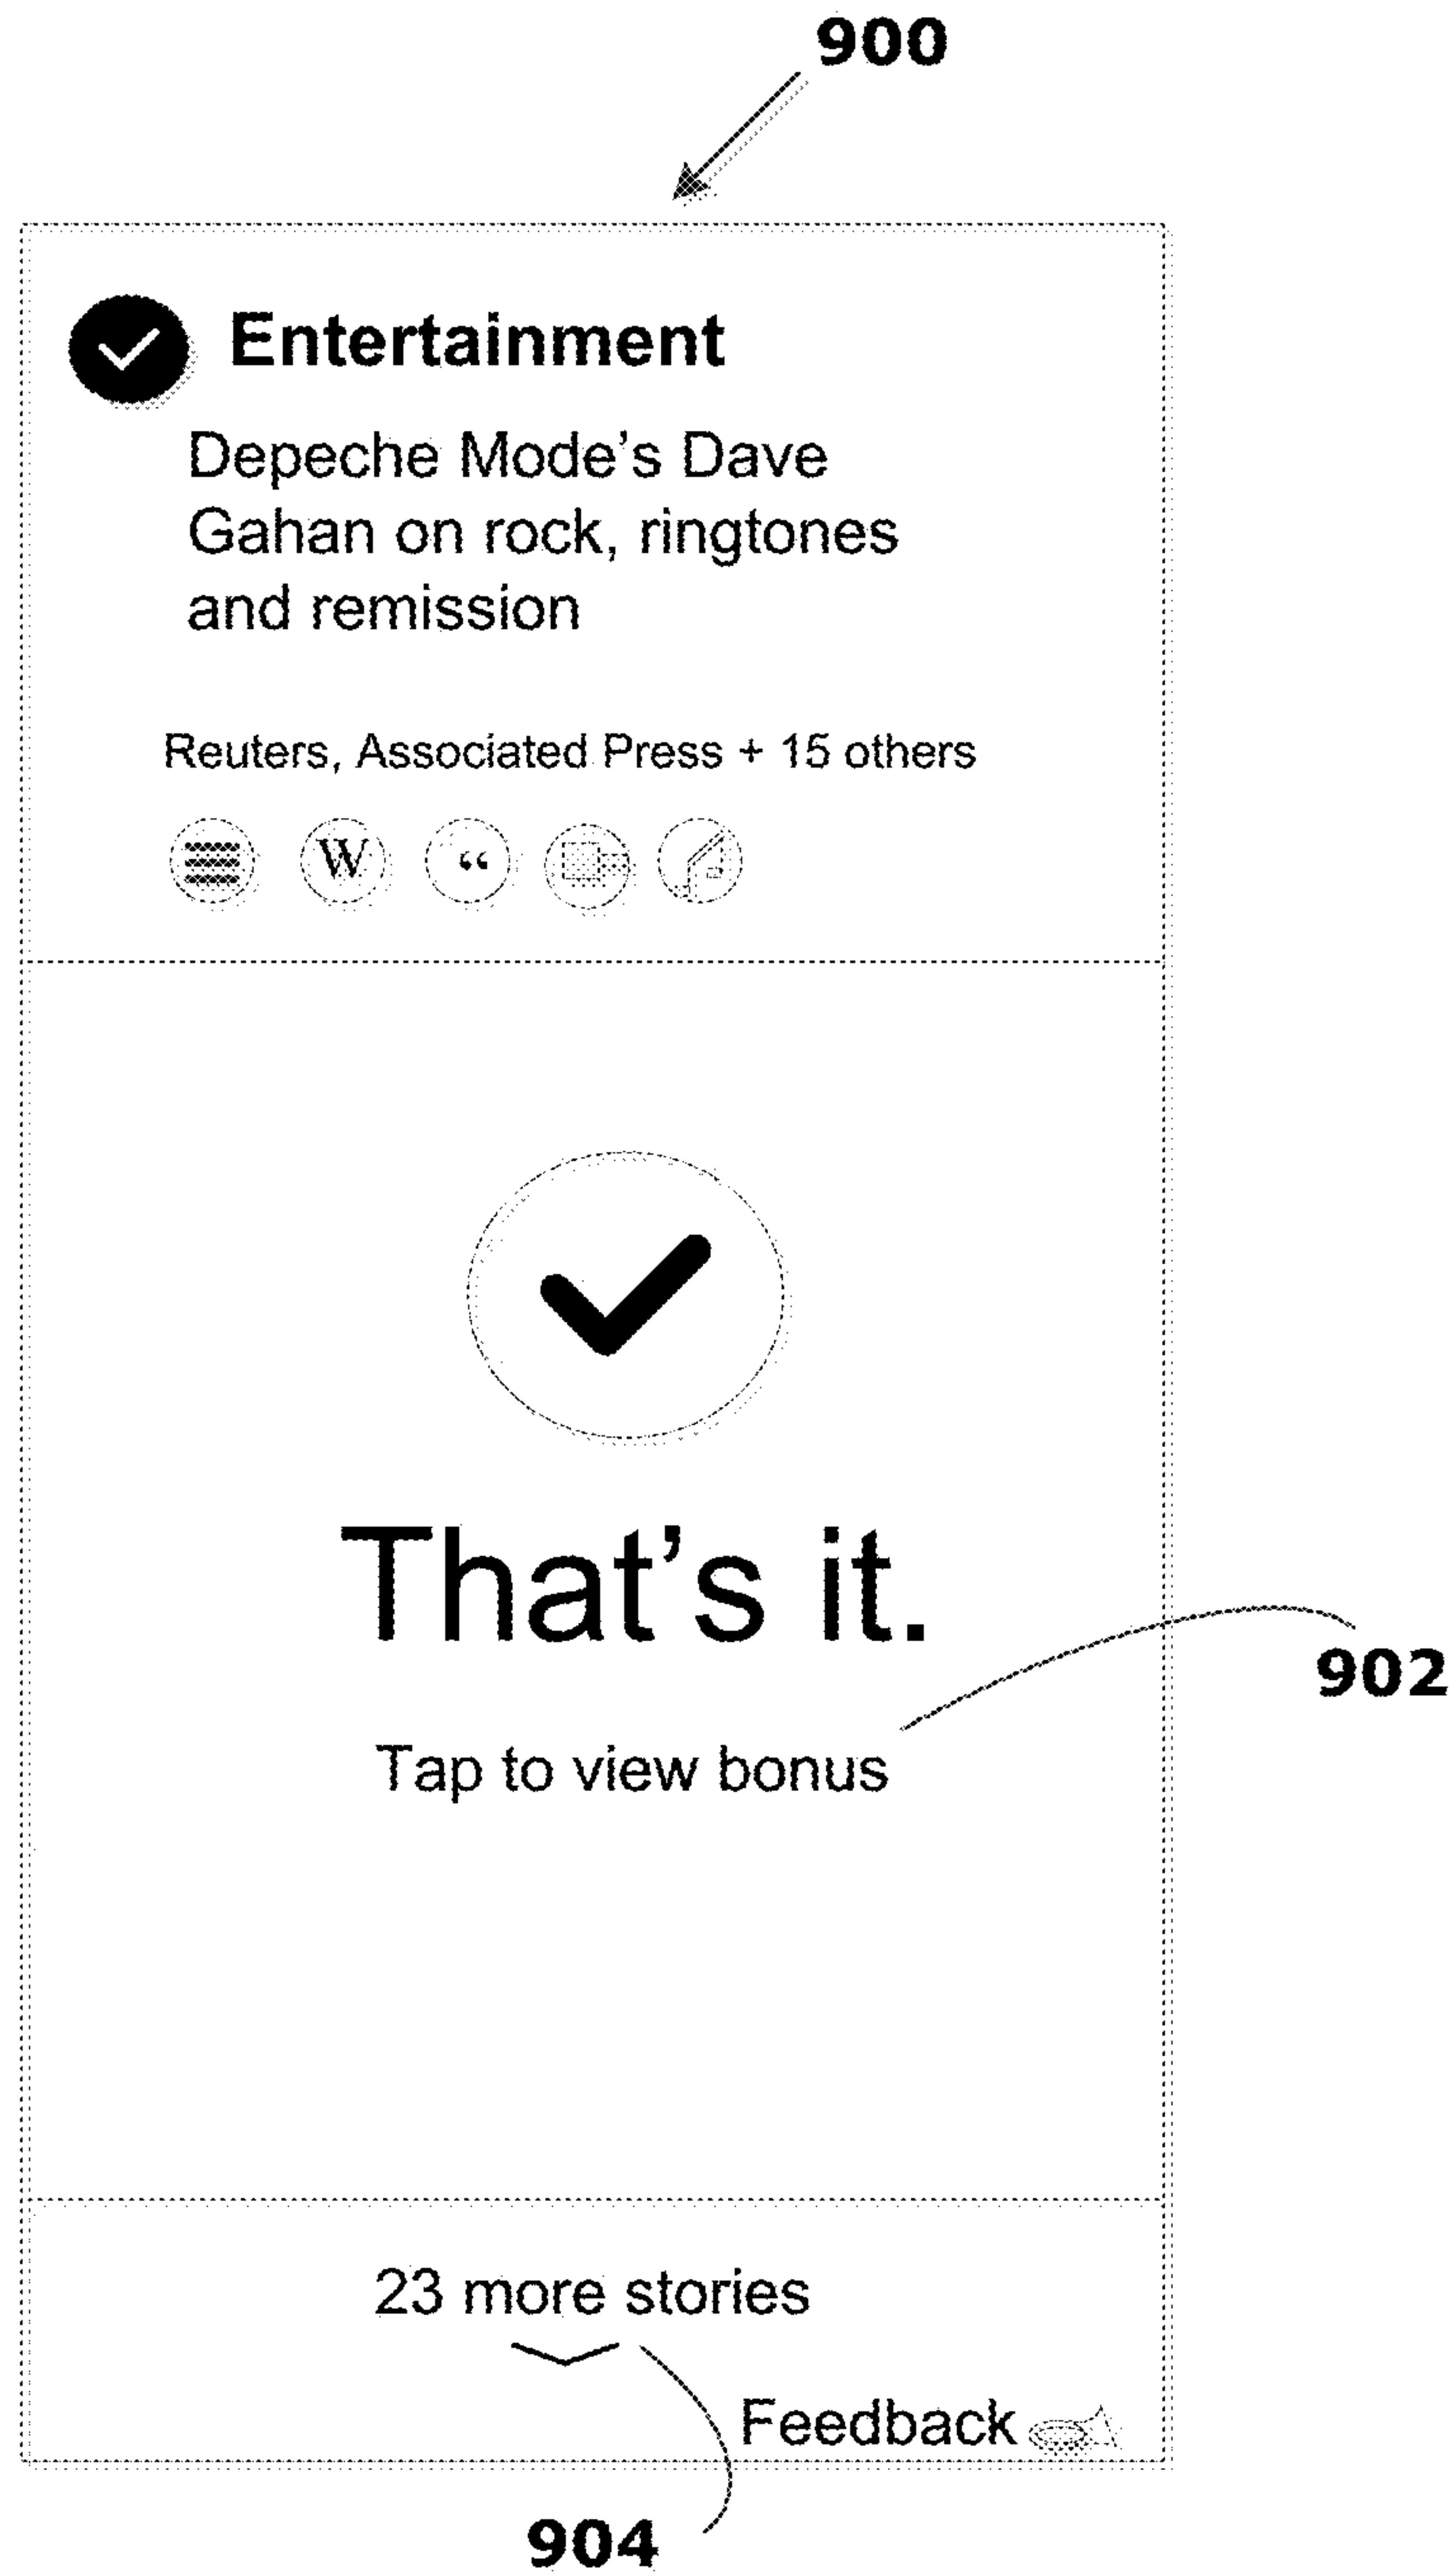 900
Entertainment
Depeche Mode’s Dave
Gahan on rock, ringtones
and remission
Reuters, Associated Press + 15 others
W “
That’s it.
902
Tap to view bonus
23 more stories
Feedback
904